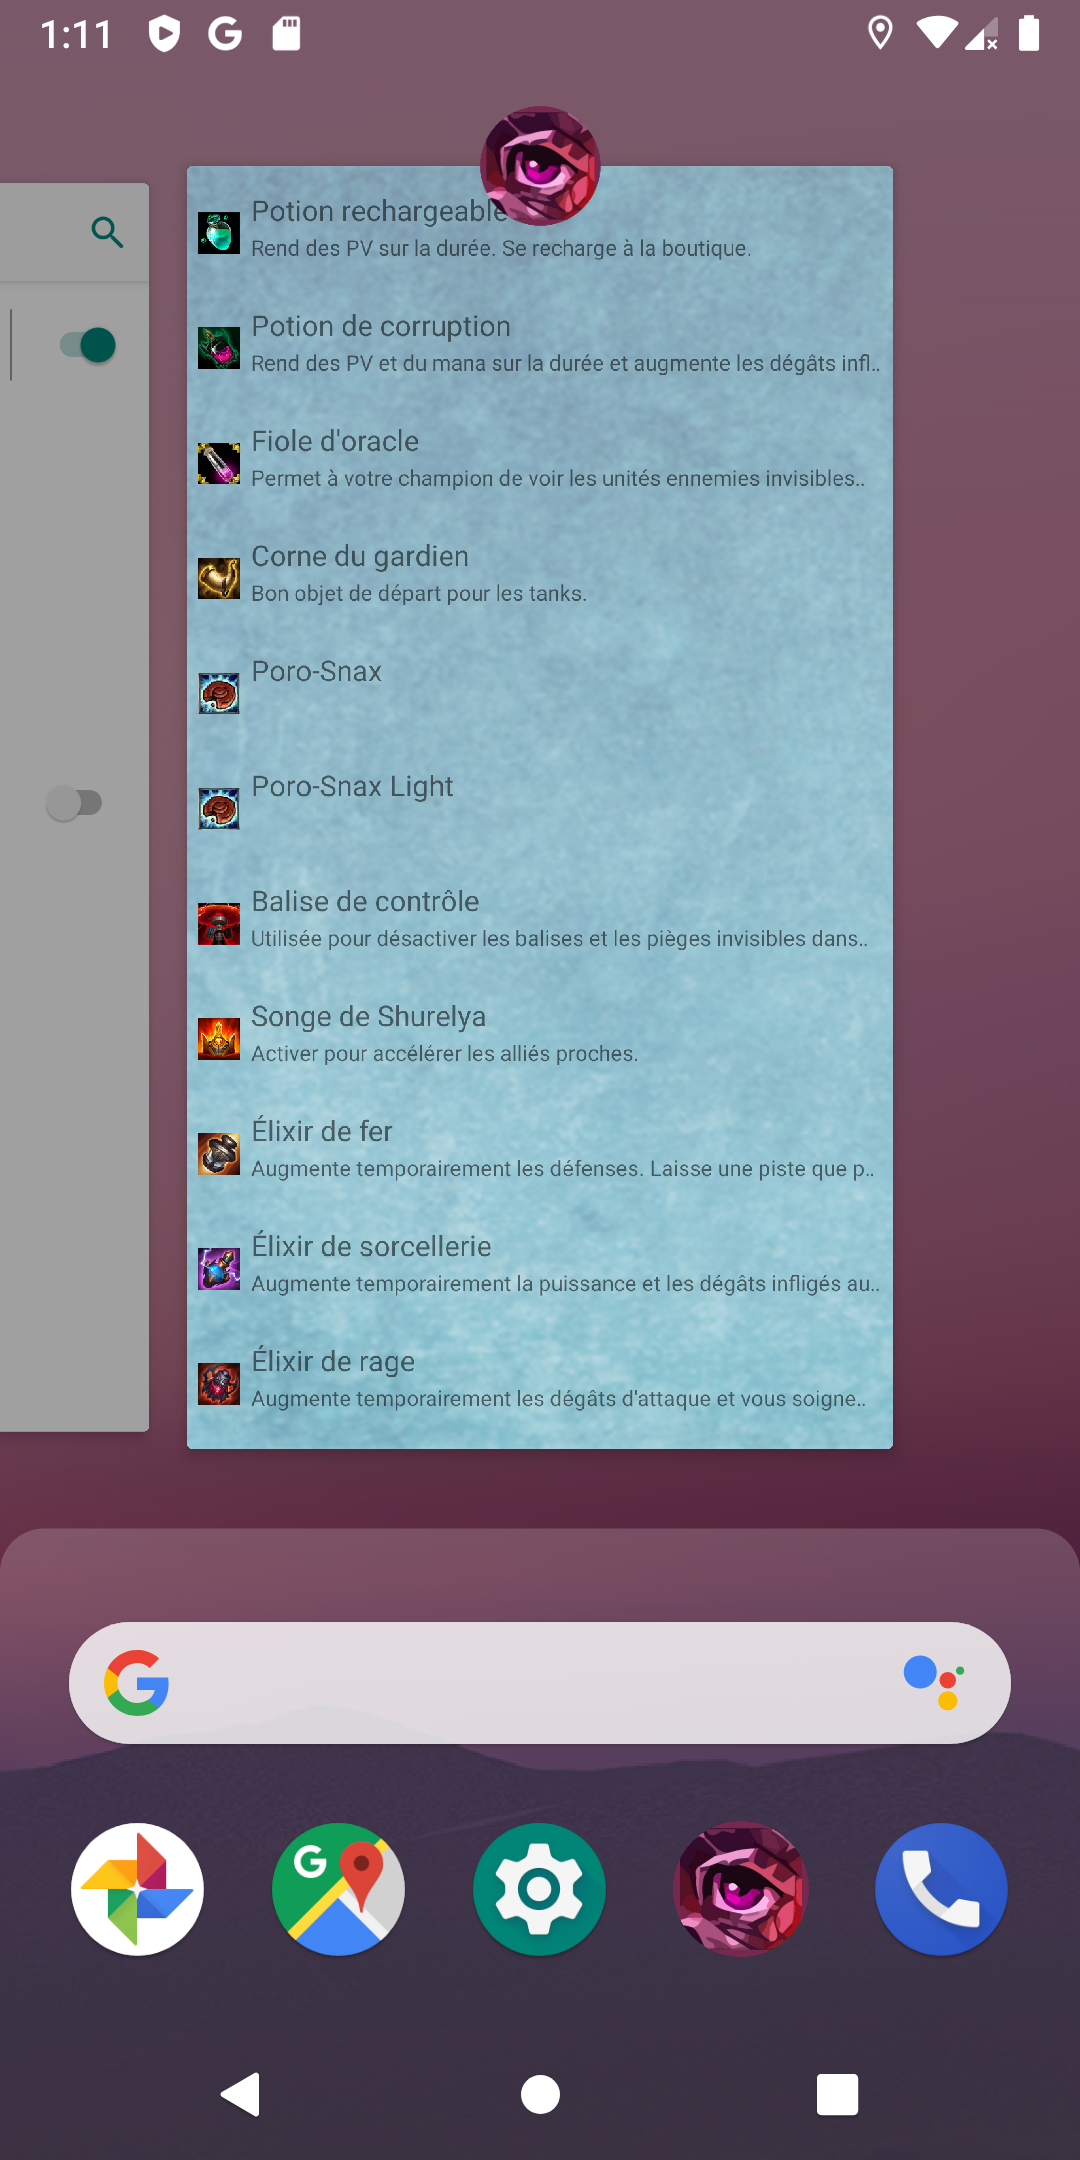 1:11
Potion rechargeable
Rend des PV sur la durée. Se recharge à la boutique.
Potion de corruption
Rend des PV et du mana sur la durée et augmente les dégâts infl..
Fiole d'oracle
Permet à votre champion de voir les unités ennemies invisibles..
Corne du gardien
Bon objet de départ pour les tanks.
Poro-Snax
Poro-Snax Light
Balise de contrôle
Utilisée pour désactiver les balises et les pièges invisibles dans..
Songe de Shurelya
Activer pour accélérer les alliés proches.
Élixir de fer
Augmente temporairement les défenses. Laisse une piste que p..
Élixir de sorcellerie
Augmente temporairement la puissance et les dégâts infligés au..
Élixir de rage
Augmente temporairement les dégâts d'attaque et vous soigne..